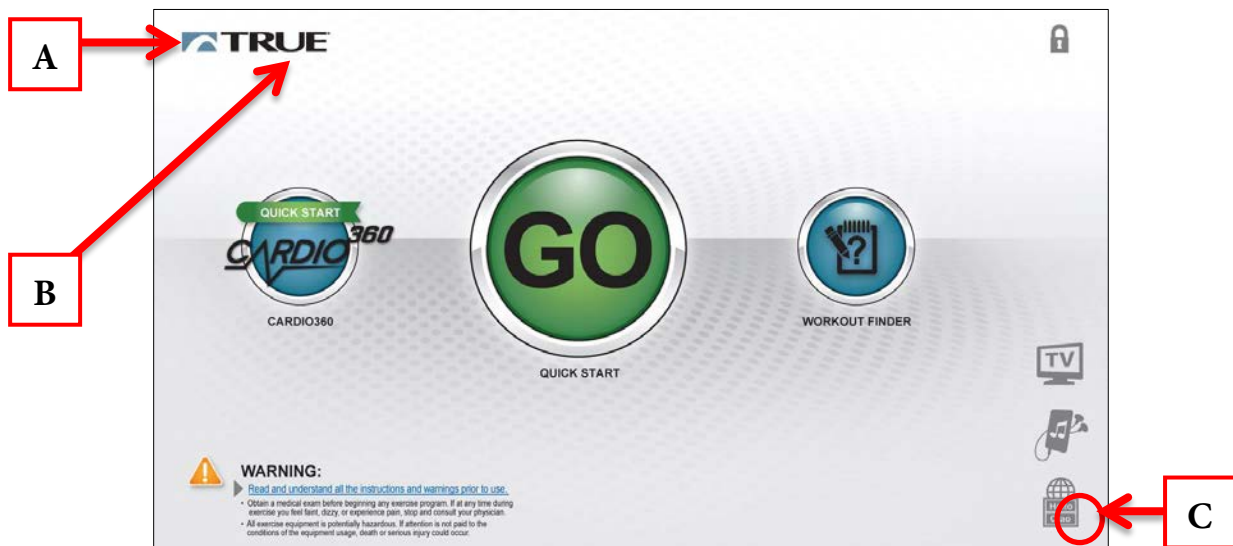 A
TRUE
B
QUICK START
CARDIO 360
GO
?
CARDIO360
QUICK START
WORKOUT FINDER
TV
WARNING:
Read and understand all the instructions and warnings prior to use.
• Obtain a medical exam before beginning any exercise program. If at any time during
exercise you feel faint, dizzy, or experience pain, stop and consult your physician.
• All exercise equipment is potentially hazardous. If attention is not paid to the
conditions of the equipment usage, death or serious injury could occur.
C